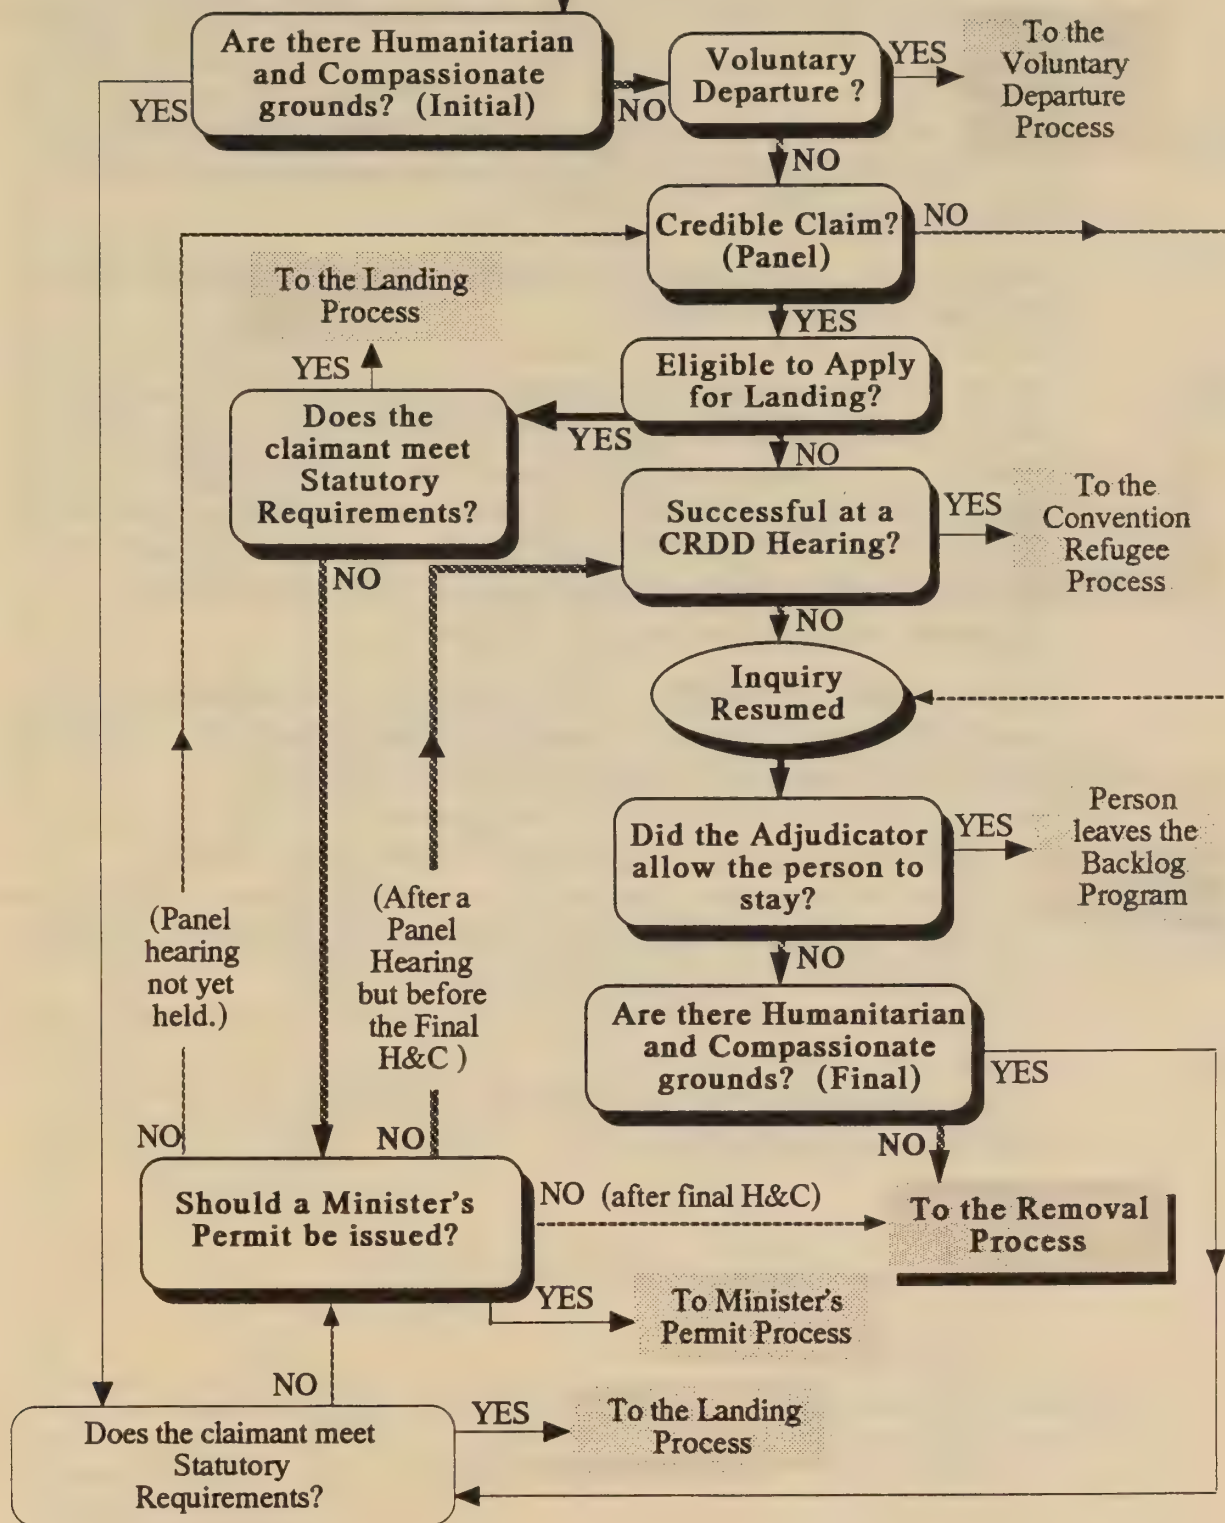 Are there Humanitarian
and Compassionate
grounds? (Initial)
YES
NO
Voluntary
Departure ?
YES
To the
Voluntary
Departure
Process
NO
Credible Claim?
(Panel)
NO
YES
To the Landing
Process
YES
Eligible to Apply
for Landing?
YES
NO
Does the
claimant meet
Statutory
Requirements?
NO
Successful at a
CRDD Hearing?
YES
To the
Convention
Refugee
Process
NO
Inquiry
Resumed
Did the Adjudicator
allow the person to
stay?
YES
Person
leaves the
Backlog
Program
NO
(Panel
hearing
not yet
held.)
(After a
Panel
Hearing
but before
the Final
H&C )
Are there Humanitarian
and Compassionate
grounds? (Final)
YES
NO
NO
NO
Should a Minister's
Permit be issued?
NO (after final H&C)
To the Removal
Process
YES
To Minister's
Permit Process
NO
Does the claimant meet
Statutory
Requirements?
YES
To the Landing
Process